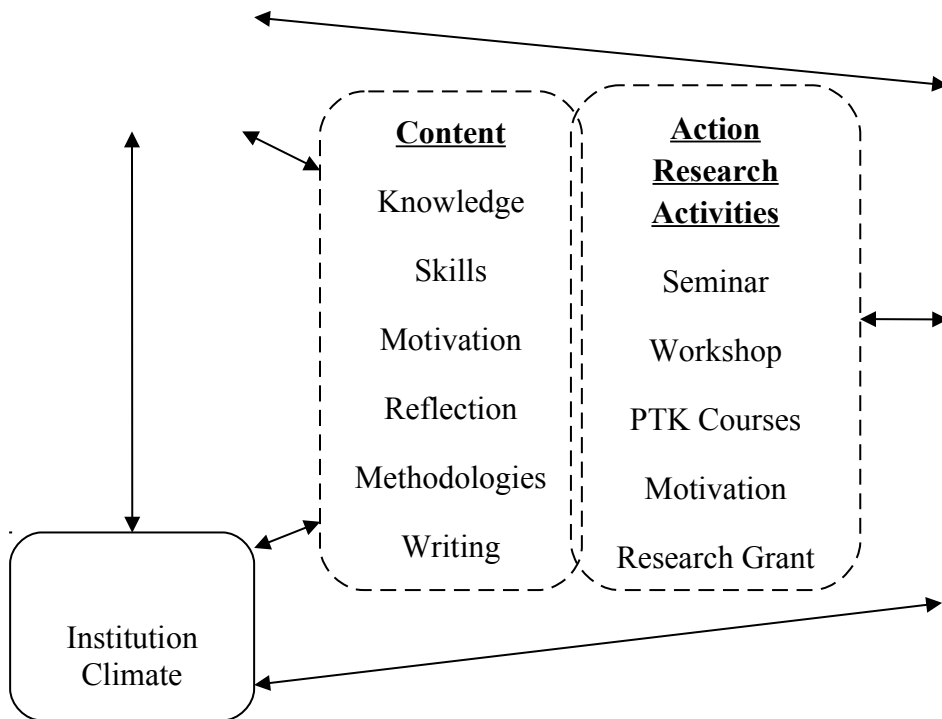 Content
Knowledge
Skills
Motivation
Reflection
Methodologies
Writing
Action
Research
Activities
Seminar
Workshop
PTK Courses
Motivation
Research Grant
Institution
Climate